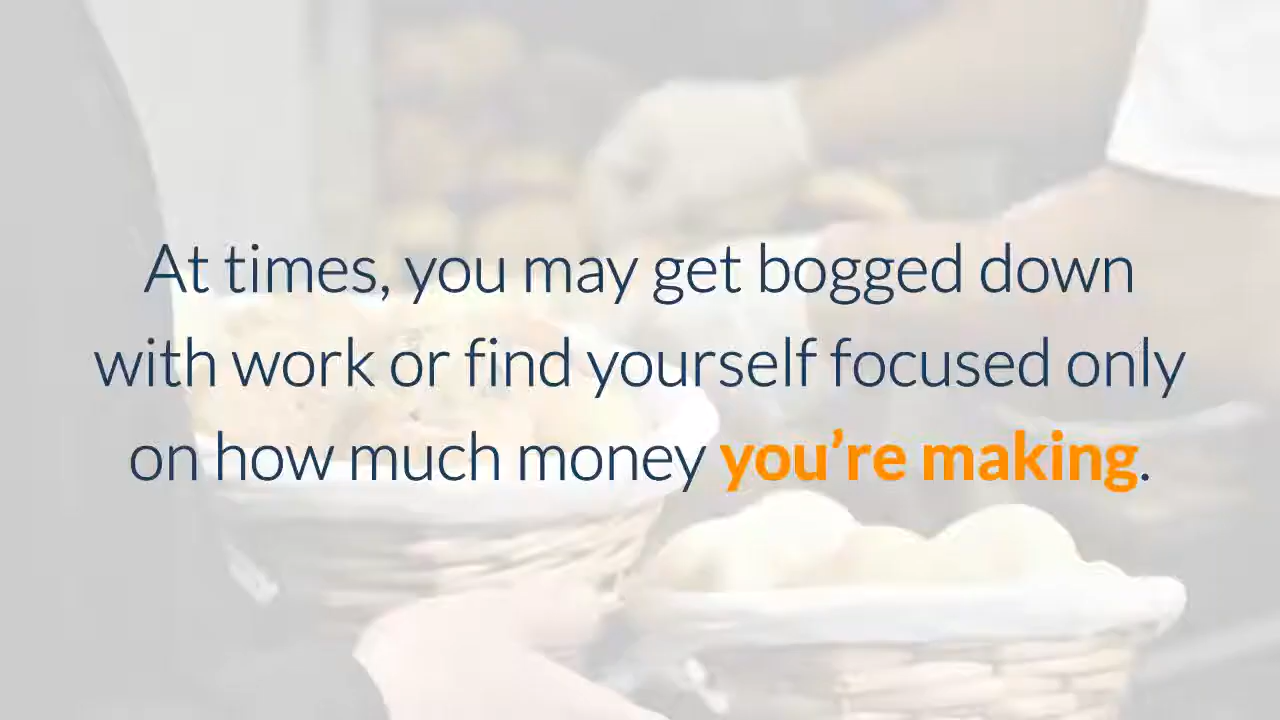 At times, you may get bogged down
with work or find yourself focused only
on how much money you’re making.